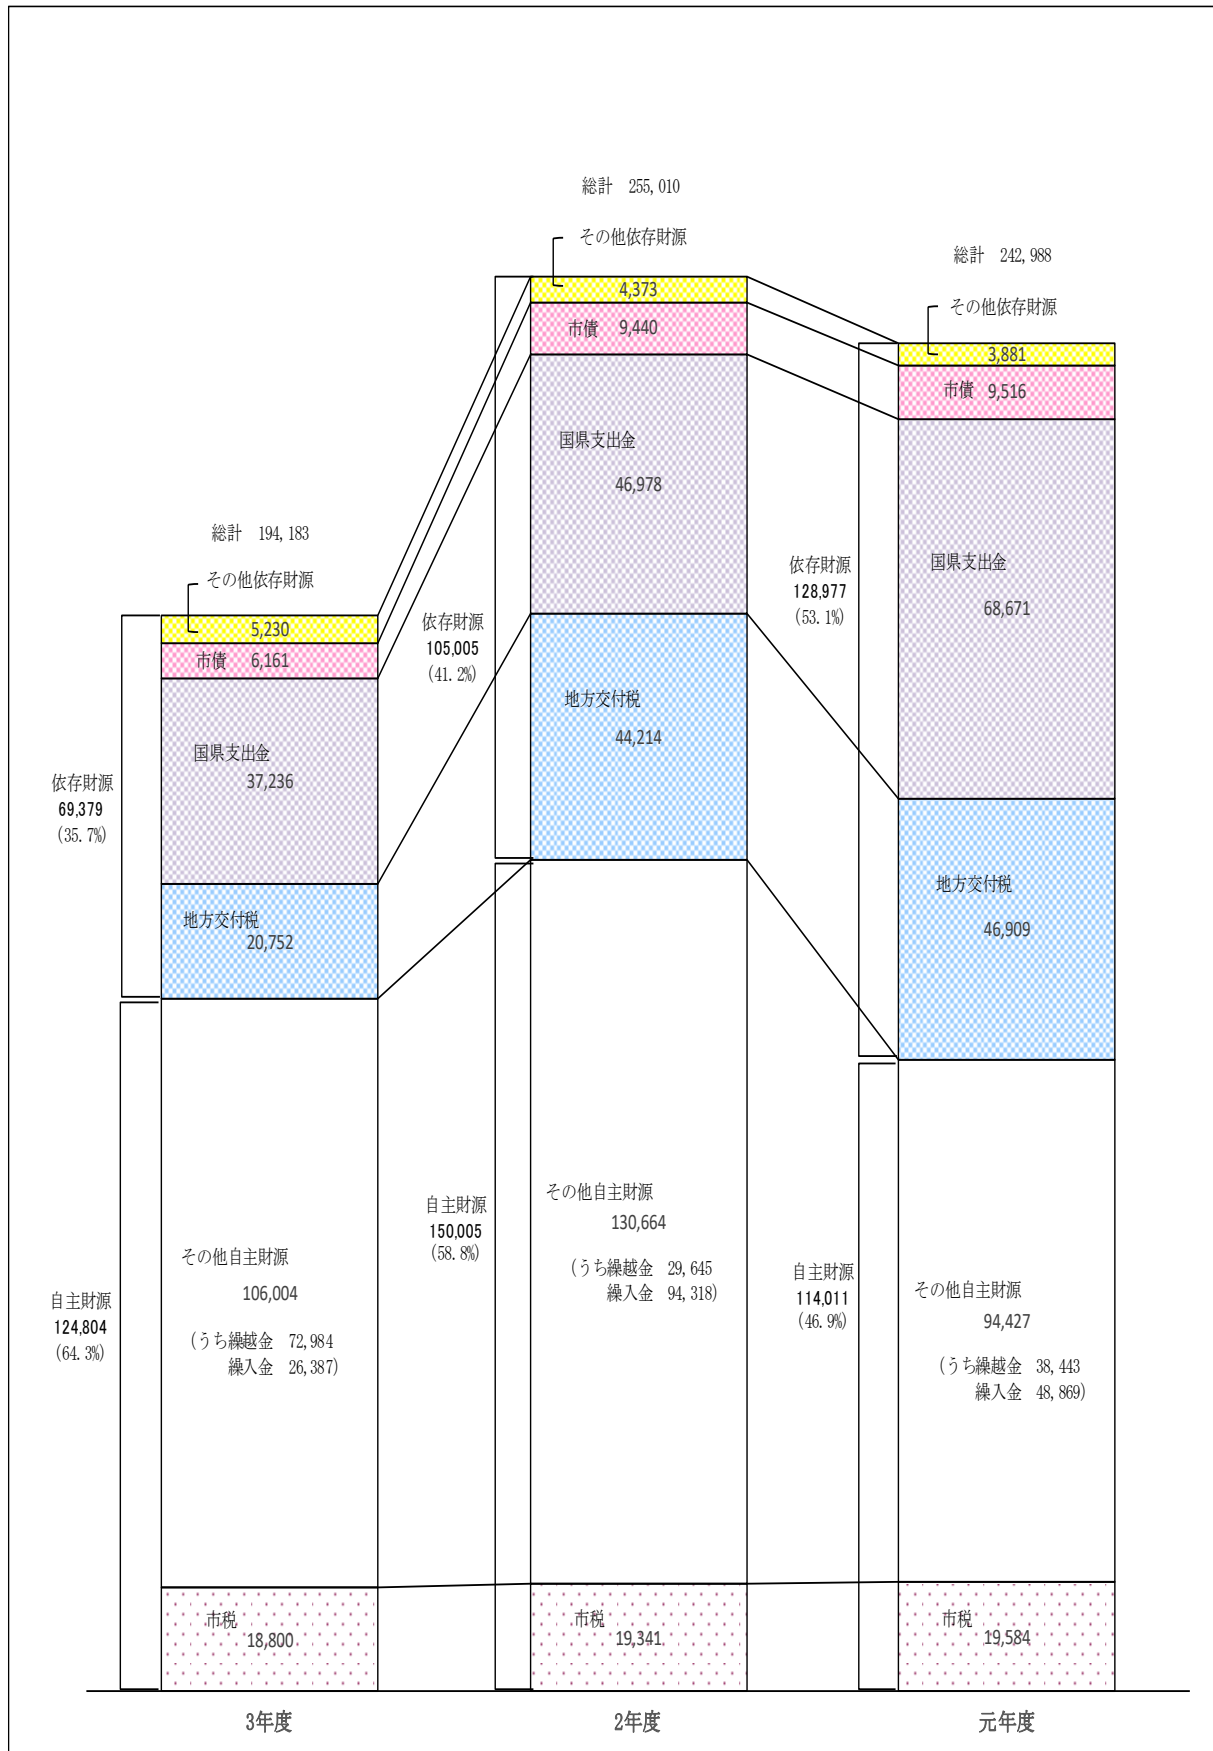 総計 194,183
その他依存財源
5,230
市債 6,161
国県支出金
37,236
地方交付税
20,752
依存財源
69,379
(35.7%)
自主財源
124,804
(64.3%)
その他自主財源
106,004
(うち繰越金 72,984
繰入金 26,387)
市税
18,800
3年度
総計 255,010
その他依存財源
4,373
市債 9,440
国県支出金
46,978
地方交付税
44,214
依存財源
105,005
(41.2%)
自主財源
150,005
(58.8%)
その他自主財源
130,664
(うち繰越金 29,645
繰入金 94,318)
市税
19,341
2年度
総計 242,988
その他依存財源
3,881
市債 9,516
国県支出金
68,671
地方交付税
46,909
依存財源
128,977
(53.1%)
自主財源
114,011
(46.9%)
その他自主財源
94,427
(うち繰越金 38,443
繰入金 48,869)
市税
19,584
元年度